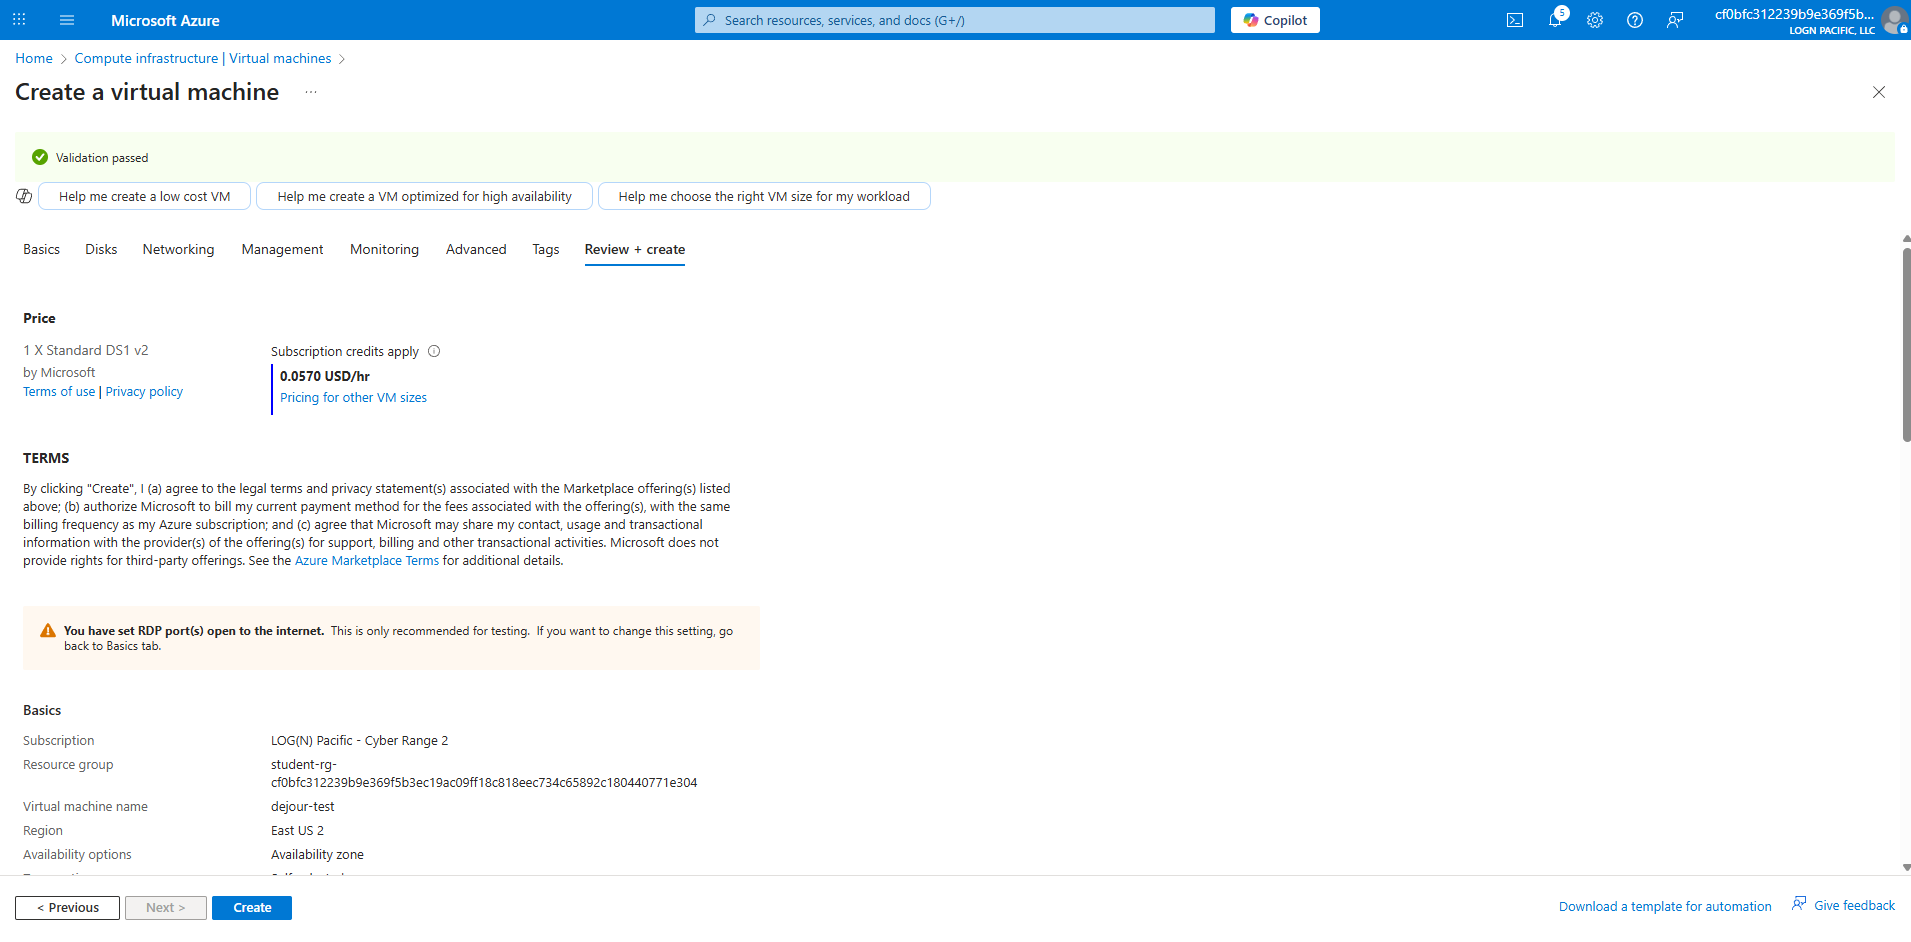 Microsoft Azure
Search resources, services, and docs (G+/)
Copilot
5
cf0bfc312239b9e369f5b...
LOGN PACIFIC, LLC
Home > Compute infrastructure | Virtual machines >
Create a virtual machine ...
Validation passed
Help me create a low cost VM
Help me create a VM optimized for high availability
Help me choose the right VM size for my workload
Basics Disks Networking Management Monitoring Advanced Tags Review + create
Price
1 X Standard DS1 v2
by Microsoft
Terms of use | Privacy policy
Subscription credits apply
0.0570 USD/hr
Pricing for other VM sizes
TERMS
By clicking "Create", I (a) agree to the legal terms and privacy statement(s) associated with the Marketplace offering(s) listed
above; (b) authorize Microsoft to bill my current payment method for the fees associated with the offering(s), with the same
billing frequency as my Azure subscription; and (c) agree that Microsoft may share my contact, usage and transactional
information with the provider(s) of the offering(s) for support, billing and other transactional activities. Microsoft does not
provide rights for third-party offerings. See the Azure Marketplace Terms for additional details.
You have set RDP port(s) open to the internet. This is only recommended for testing. If you want to change this setting, go
back to Basics tab.
Basics
Subscription LOG(N) Pacific - Cyber Range 2
Resource group student-rg-
cf0bfc312239b9e369f5b3ec19ac09ff18c818eec734c65892c180440771e304
Virtual machine name dejour-test
Region East US 2
Availability options Availability zone
< Previous
Next >
Create
Download a template for automation
Give feedback